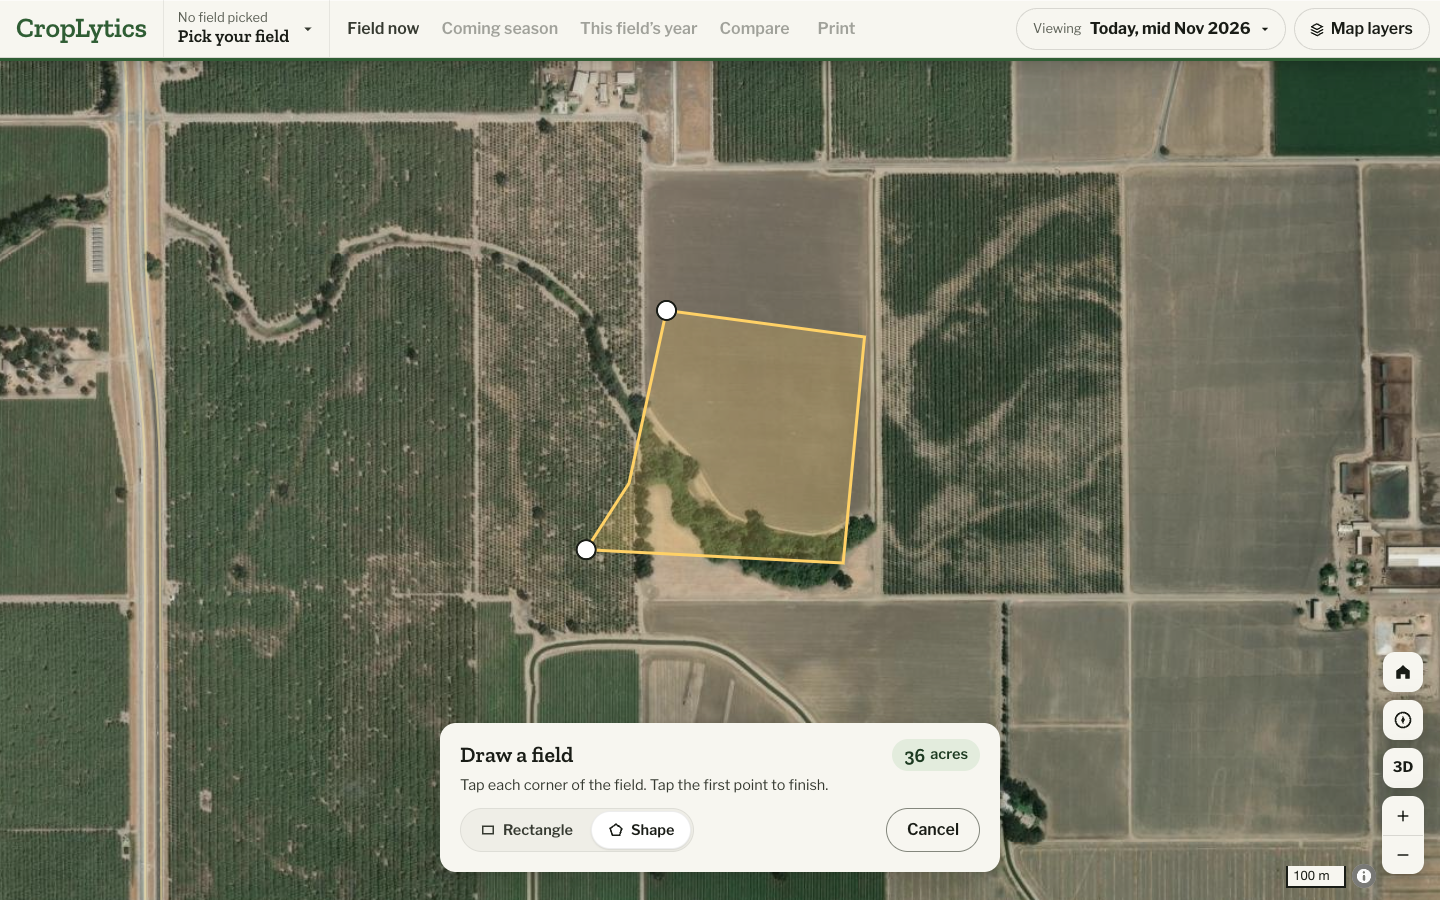 CropLytics
No field picked
Pick your field
Field now
Coming season
This field's year
Compare
Print
Viewing Today, mid Nov 2026
Map layers
Draw a field
36 acres
Tap each corner of the field. Tap the first point to finish.
Rectangle
Shape
Cancel
3D
+
−
100 m